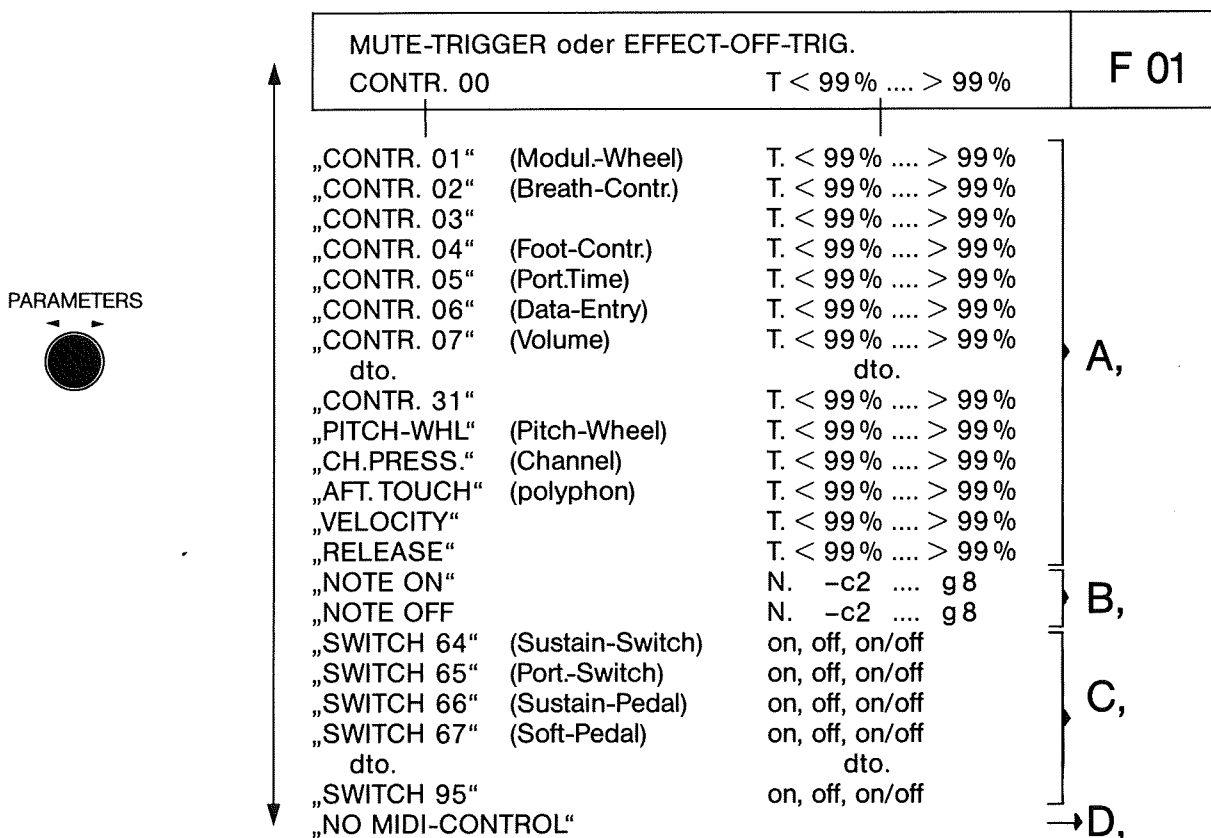 MUTE-TRIGGER oder EFFECT-OFF-TRIG.
CONTR. 00 T < 99% .... > 99%
F 01
„CONTR. 01“ (Modul.-Wheel) T. < 99% .... > 99%
„CONTR. 02“ (Breath-Contr.) T. < 99% .... > 99%
„CONTR. 03“ T. < 99% .... > 99%
„CONTR. 04“ (Foot-Contr.) T. < 99% .... > 99%
„CONTR. 05“ (Port.Time) T. < 99% .... > 99%
„CONTR. 06“ (Data-Entry) T. < 99% .... > 99%
„CONTR. 07“ (Volume) T. < 99% .... > 99%
dto. dto.
„CONTR. 31“ T. < 99% .... > 99%
„PITCH-WHL“ (Pitch-Wheel) T. < 99% .... > 99%
„CH.PRESS.“ (Channel) T. < 99% .... > 99%
„AFT. TOUCH“ (polyphon) T. < 99% .... > 99%
„VELOCITY“ T. < 99% .... > 99%
„RELEASE“ T. < 99% .... > 99%
A,
„NOTE ON“ N. –c2 .... g8
„NOTE OFF N. –c2 .... g8
B,
„SWITCH 64“ (Sustain-Switch) on, off, on/off
„SWITCH 65“ (Port.-Switch) on, off, on/off
„SWITCH 66“ (Sustain-Pedal) on, off, on/off
„SWITCH 67“ (Soft-Pedal) on, off, on/off
dto. dto.
„SWITCH 95“ on, off, on/off
C,
„NO MIDI-CONTROL“ D,
PARAMETERS